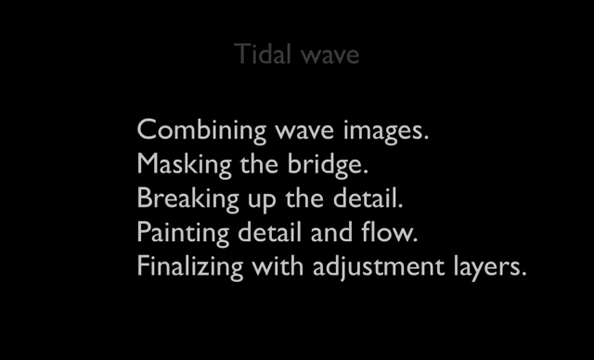 Tidal wave
Combining wave images.
Masking the bridge.
Breaking up the detail.
Painting detail and flow.
Finalizing with adjustment layers.